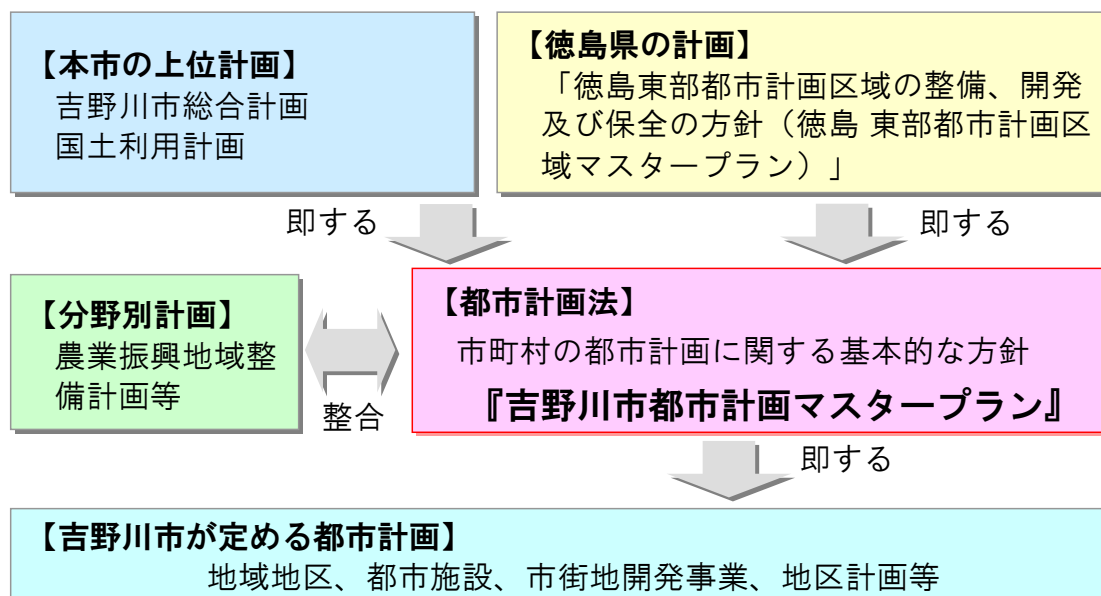 【本市の上位計画】
吉野川市総合計画
国土利用計画
【徳島県の計画】
「徳島東部都市計画区域の整備、開発
及び保全の方針（徳島 東部都市計画区
域マスタープラン）」
即する
即する
【分野別計画】
農業振興地域整
備計画等
整合
【都市計画法】
市町村の都市計画に関する基本的な方針
『吉野川市都市計画マスタープラン』
即する
【吉野川市が定める都市計画】
地域地区、都市施設、市街地開発事業、地区計画等